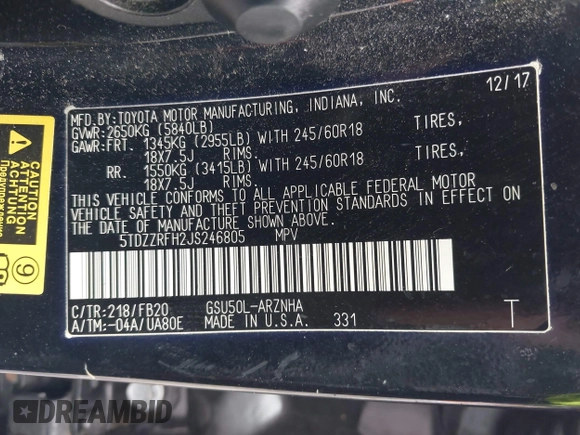 12/17
MFD.BY:TOYOTA MOTOR MANUFACTURING, INDIANA, INC.
GVWR:2650KG (5840LB)
GAWR:FRT. 1345KG (2955LB) WITH 245/60R18 TIRES,
18X7.5J RIMS.
RR. 1550KG (3415LB) WITH 245/60R18 TIRES,
18X7.5J RIMS.
THIS VEHICLE CONFORMS TO ALL APPLICABLE FEDERAL MOTOR
VEHICLE SAFETY AND THEFT PREVENTION STANDARDS IN EFFECT ON
THE DATE OF MANUFACTURE SHOWN ABOVE.
5TDZZRFH2JS246805 MPV
C/TR:218/FB20 GSU50L-ARZNHA
A/TM:-04A/UA80E MADE IN U.S.A. 331 T
ACHTUNG
ATTENTION
Предупреждение
9
DREAMBID